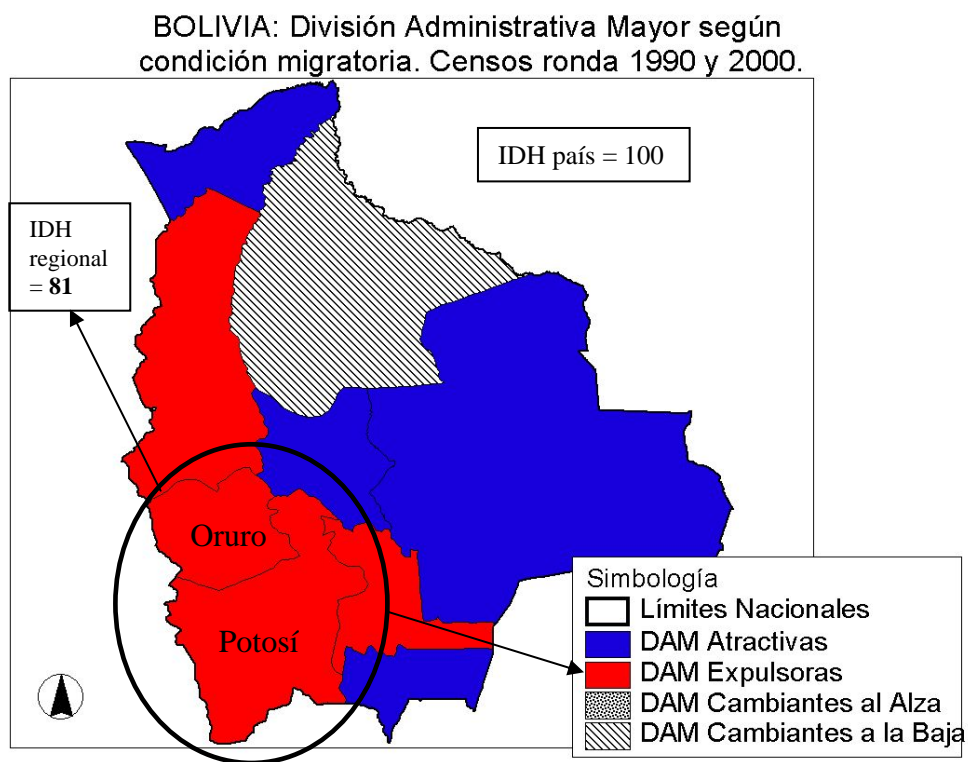 BOLIVIA: División Administrativa Mayor según
condición migratoria. Censos ronda 1990 y 2000.
IDH país = 100
IDH
regional
= 81
Oruro
Potosí
Simbología
Límites Nacionales
DAM Atractivas
DAM Expulsoras
DAM Cambiantes al Alza
DAM Cambiantes a la Baja